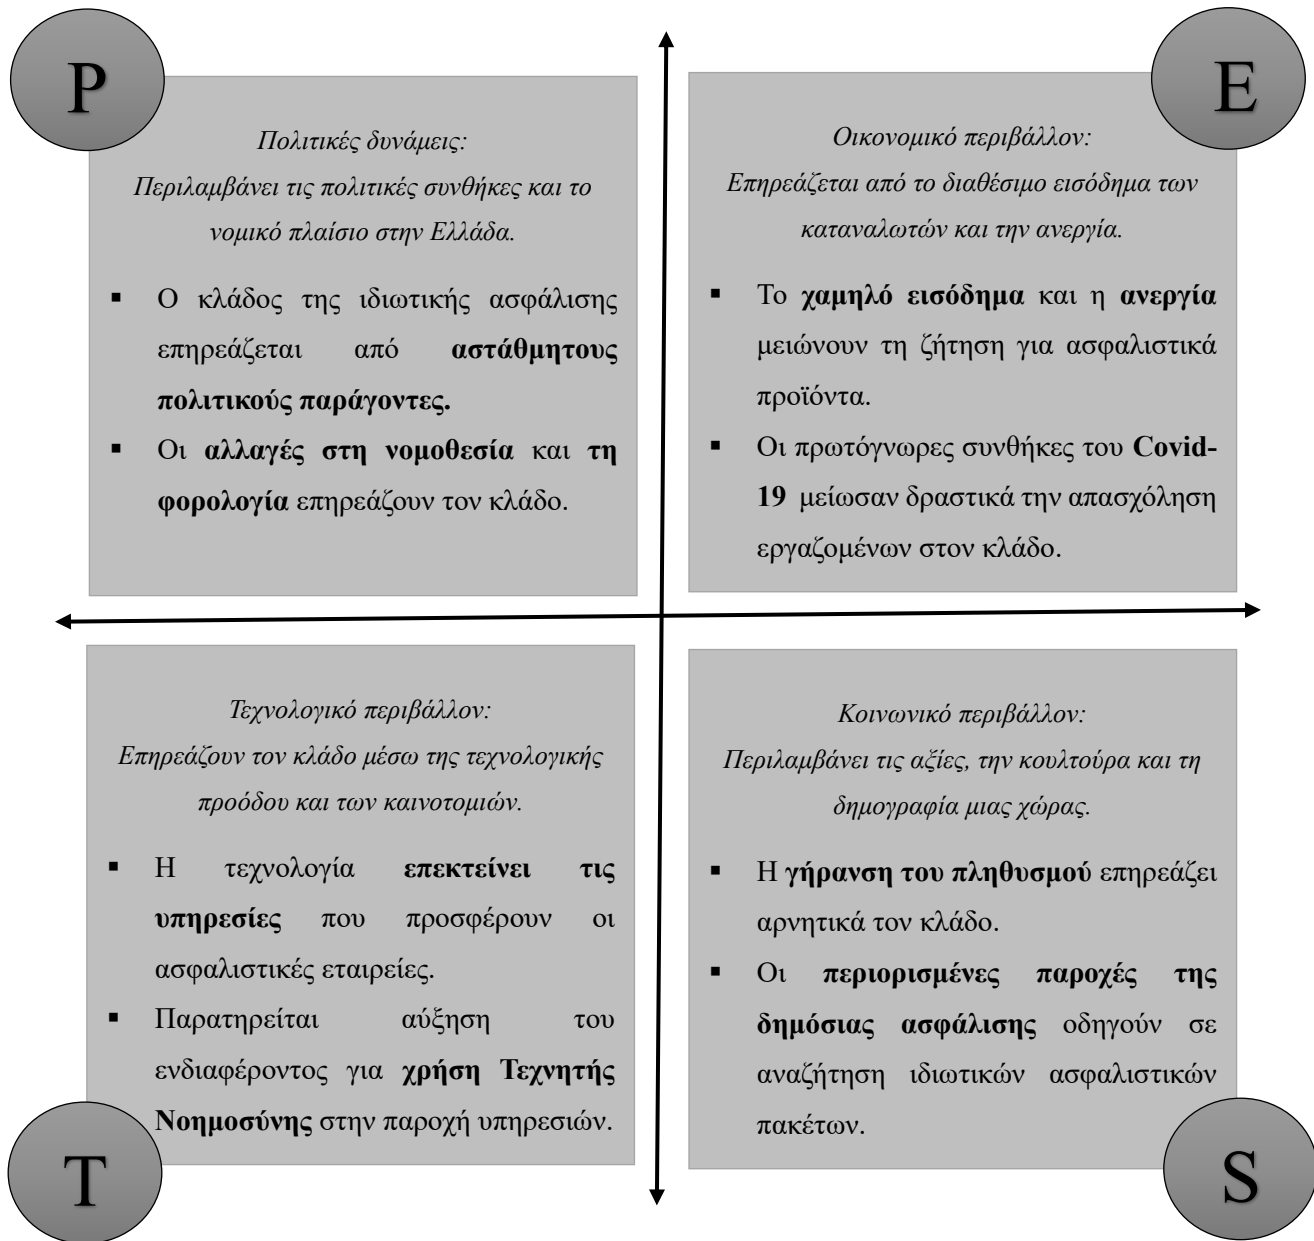 P
Πολιτικές δυνάμεις:
Περιλαμβάνει τις πολιτικές συνθήκες και το
νομικό πλαίσιο στην Ελλάδα.
▪ Ο κλάδος της ιδιωτικής ασφάλισης
επηρεάζεται από αστάθμητους
πολιτικούς παράγοντες.
▪ Οι αλλαγές στη νομοθεσία και τη
φορολογία επηρεάζουν τον κλάδο.
E
Οικονομικό περιβάλλον:
Επηρεάζεται από το διαθέσιμο εισόδημα των
καταναλωτών και την ανεργία.
▪ Το χαμηλό εισόδημα και η ανεργία
μειώνουν τη ζήτηση για ασφαλιστικά
προϊόντα.
▪ Οι πρωτόγνωρες συνθήκες του Covid-
19 μείωσαν δραστικά την απασχόληση
εργαζομένων στον κλάδο.
Τεχνολογικό περιβάλλον:
Επηρεάζουν τον κλάδο μέσω της τεχνολογικής
προόδου και των καινοτομιών.
▪ Η τεχνολογία επεκτείνει τις
υπηρεσίες που προσφέρουν οι
ασφαλιστικές εταιρείες.
▪ Παρατηρείται αύξηση του
ενδιαφέροντος για χρήση Τεχνητής
Νοημοσύνης στην παροχή υπηρεσιών.
T
Κοινωνικό περιβάλλον:
Περιλαμβάνει τις αξίες, την κουλτούρα και τη
δημογραφία μιας χώρας.
▪ Η γήρανση του πληθυσμού επηρεάζει
αρνητικά τον κλάδο.
▪ Οι περιορισμένες παροχές της
δημόσιας ασφάλισης οδηγούν σε
αναζήτηση ιδιωτικών ασφαλιστικών
πακέτων.
S